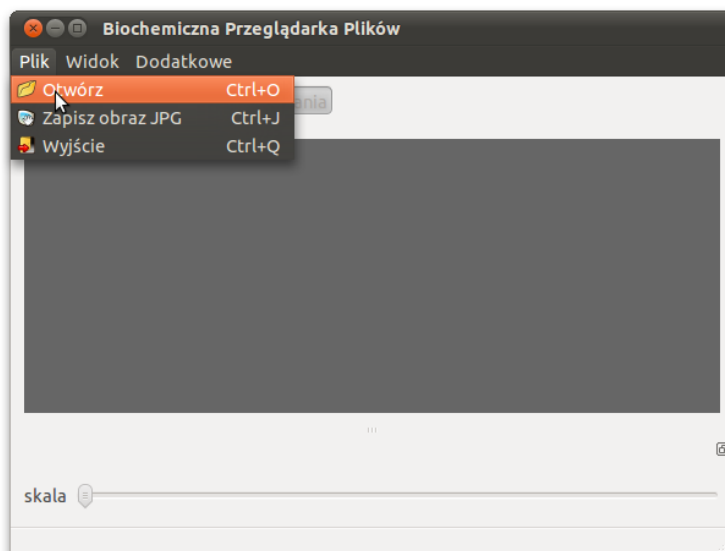 Biochemiczna Przeglądarka Plików
Plik Widok Dodatkowe
Otwórz Ctrl+O
Zapisz obraz JPG Ctrl+J
Wyjście Ctrl+Q
skala